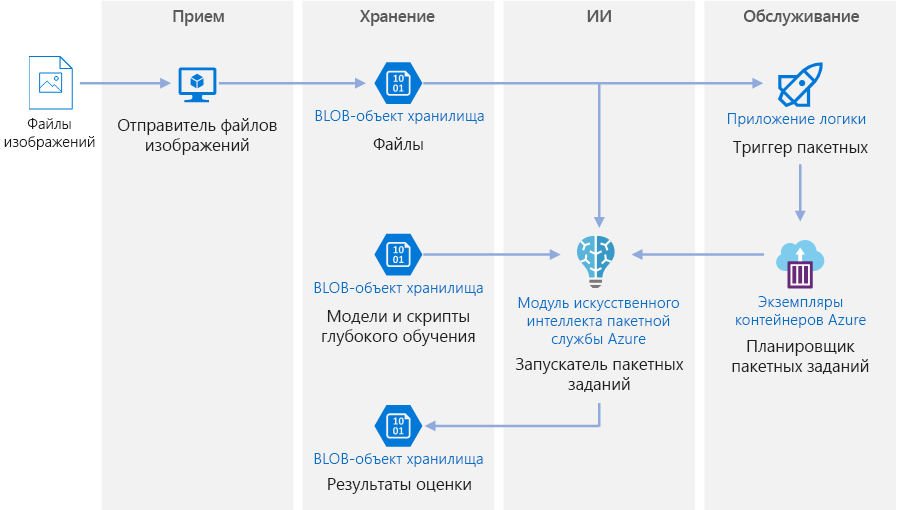 Прием
Хранение
ИИ
Обслуживание
Файлы
изображений
Отправитель файлов
изображений
10
01
BLOB-объект хранилища
Файлы
Приложение логики
Триггер пакетных
10
01
BLOB-объект хранилища
Модели и скрипты
глубокого обучения
Модуль искусственного
интеллекта пакетной
службы Azure
Запускатель пакетных
заданий
Экземпляры
контейнеров Azure
Планировщик
пакетных заданий
10
01
BLOB-объект хранилища
Результаты оценки